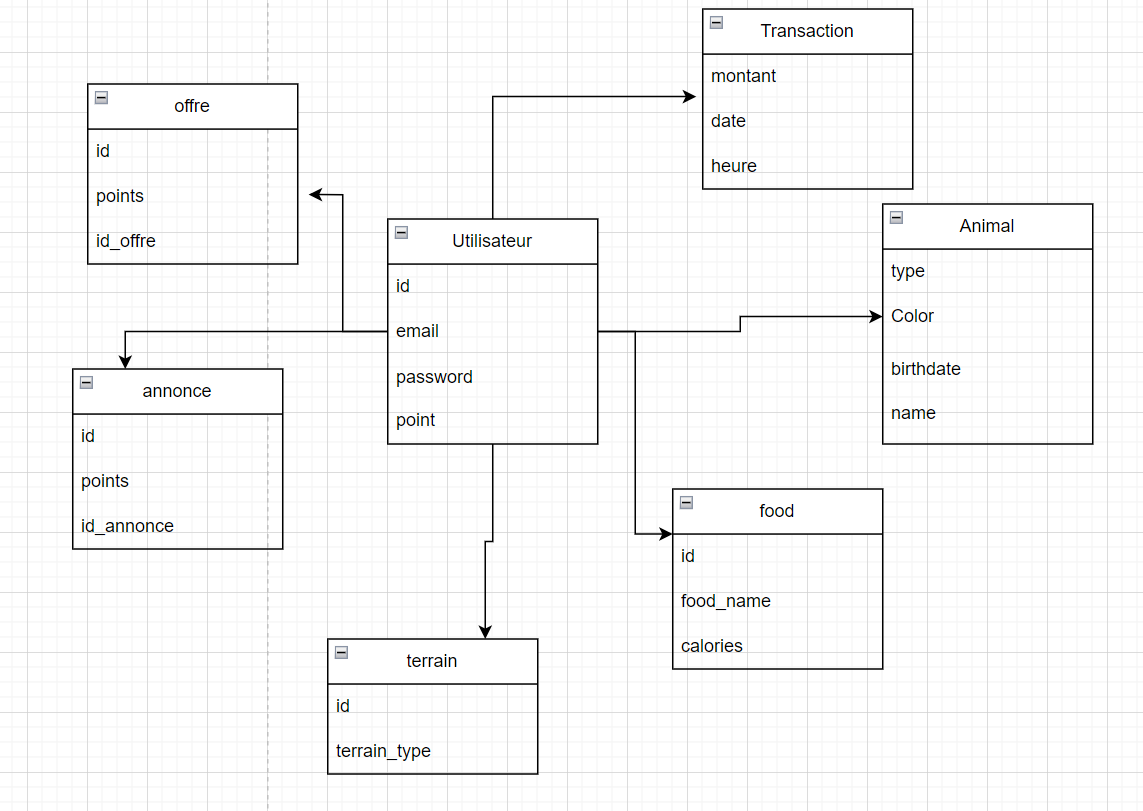 Transaction
montant
date
heure
offre
id
points
id_offre
Utilisateur
id
email
password
point
Animal
type
Color
birthdate
name
annonce
id
points
id_annonce
food
id
food_name
calories
terrain
id
terrain_type